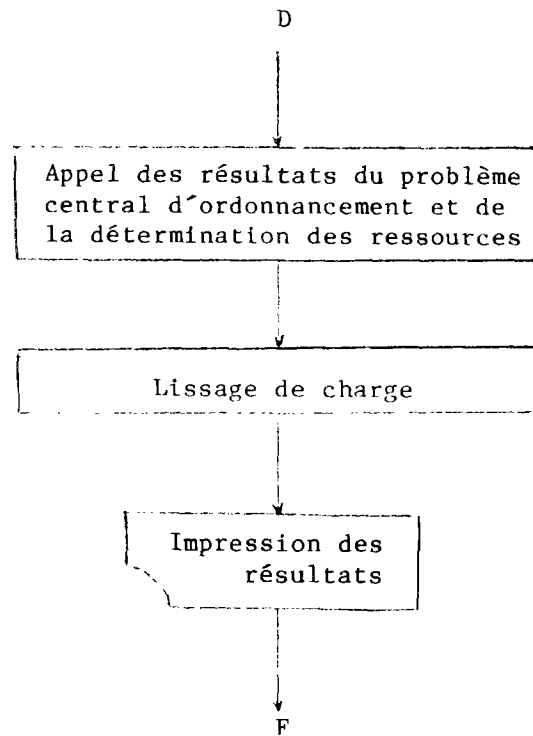 D
Appel des résultats du problème
central d'ordonnancement et de
la détermination des ressources
Lissage de charge
Impression des
résultats
F